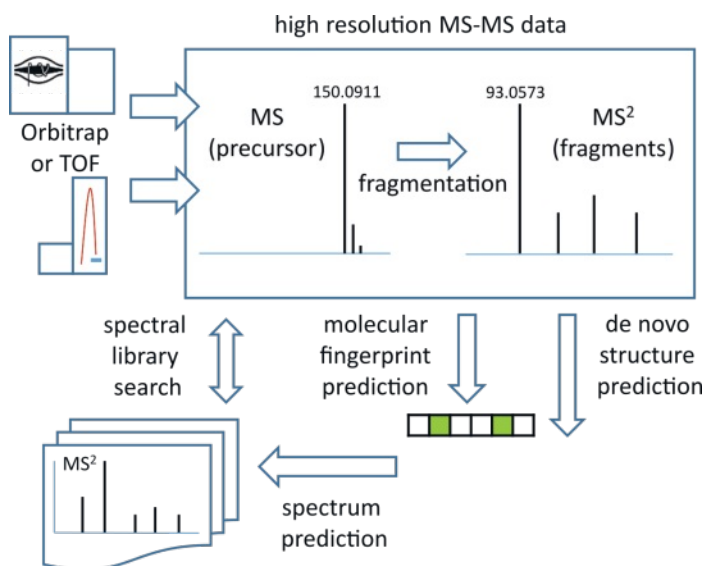 high resolution MS-MS data
Orbitrap
or TOF
MS
(precursor)
150.0911
fragmentation
93.0573
MS²
(fragments)
spectral
library
search
molecular
fingerprint
prediction
de novo
structure
prediction
MS²
spectrum
prediction